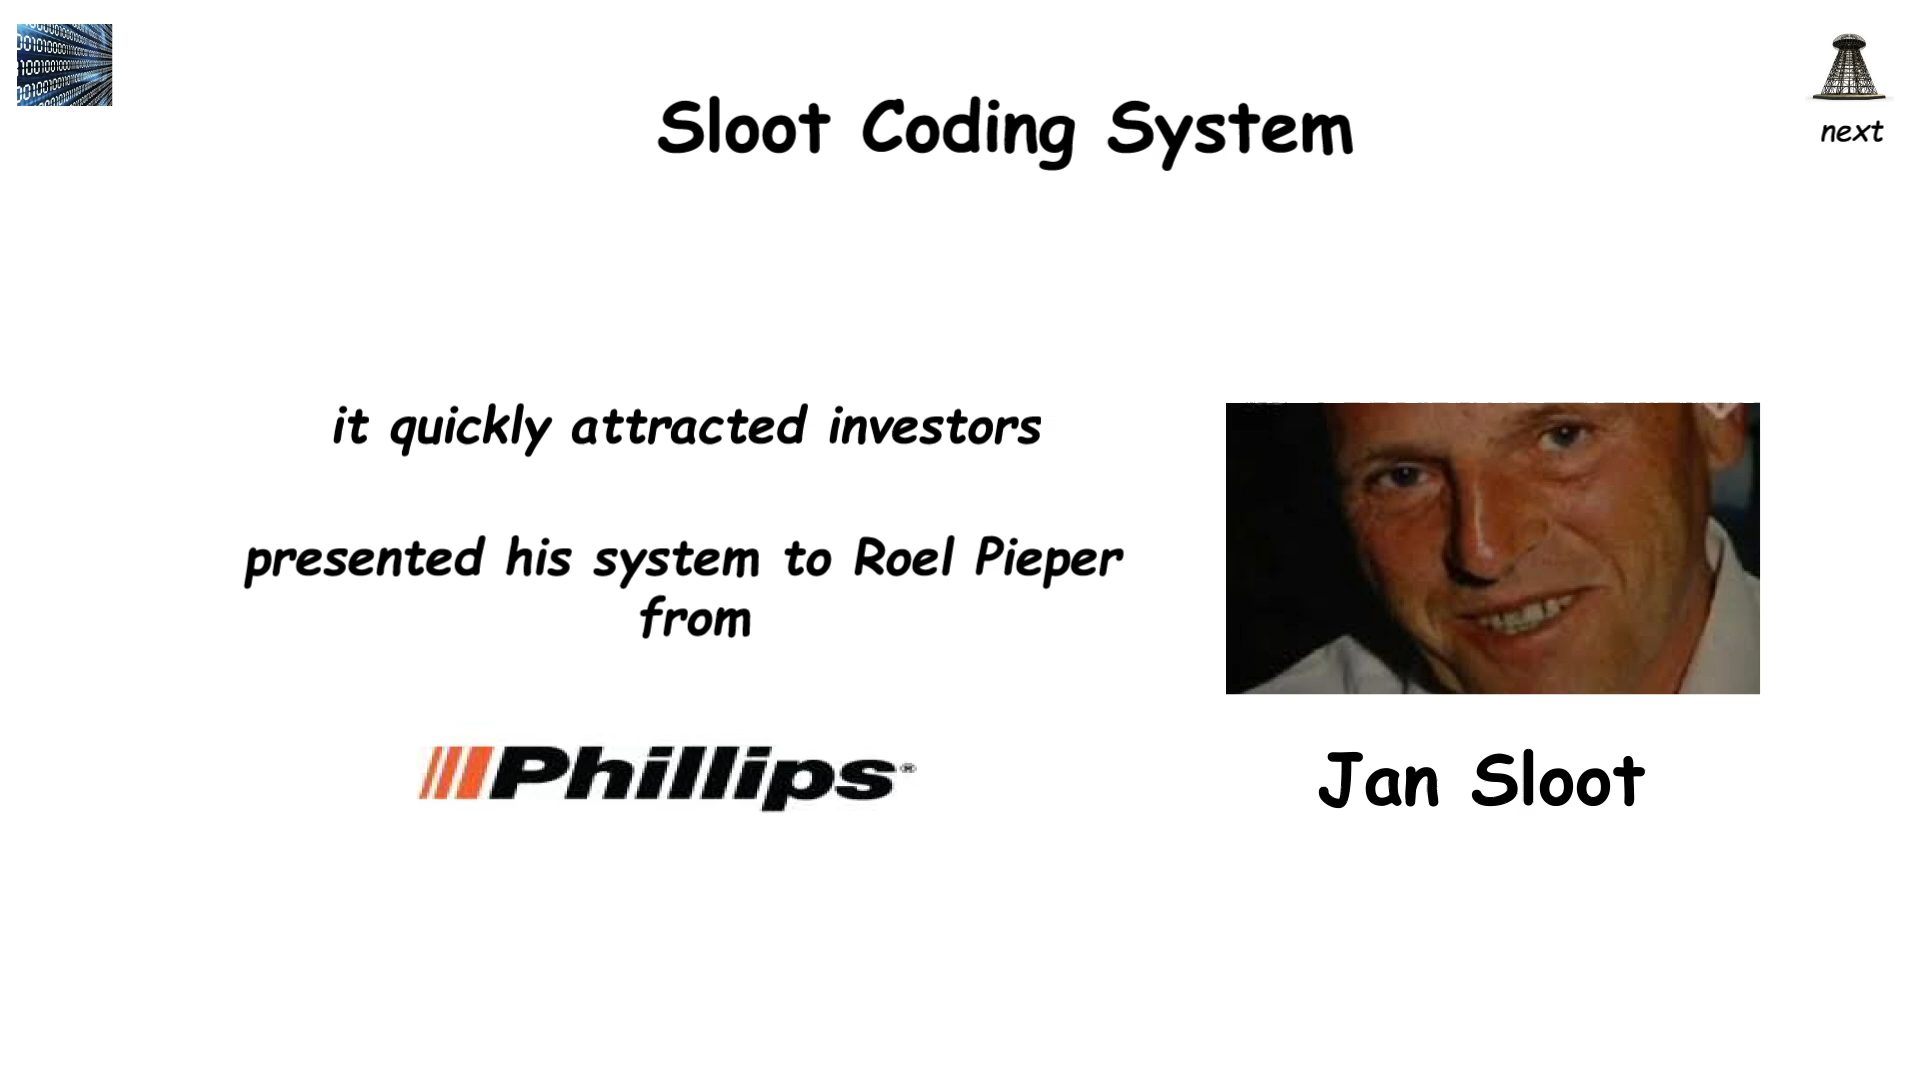 Sloot Coding System
next
it quickly attracted investors
presented his system to Roel Pieper
from
Phillips®
Jan Sloot